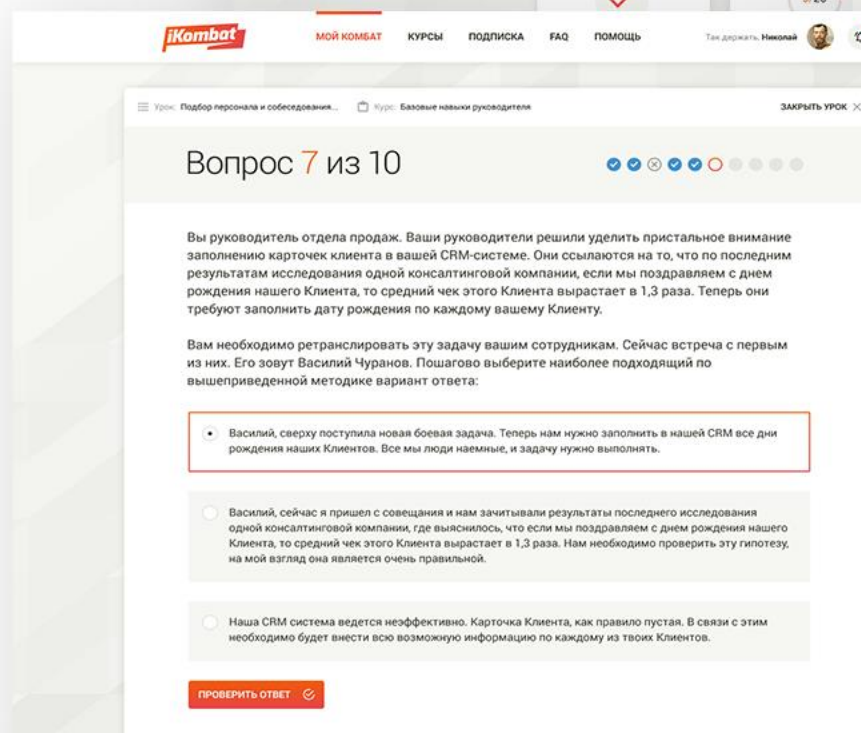 iKombat
МОЙ КОМБАТ КУРСЫ ПОДПИСКА FAQ ПОМОЩЬ Так держать, Николай
Урок: Подбор персонала и собеседования... Курс: Базовые навыки руководителя ЗАКРЫТЬ УРОК
Вопрос 7 из 10
Вы руководитель отдела продаж. Ваши руководители решили уделить пристальное внимание
заполнению карточек клиента в вашей CRM-системе. Они ссылаются на то, что по последним
результатам исследования одной консалтинговой компании, если мы поздравляем с днем
рождения нашего Клиента, то средний чек этого Клиента вырастает в 1,3 раза. Теперь они
требуют заполнить дату рождения по каждому вашему Клиенту.
Вам необходимо ретранслировать эту задачу вашим сотрудникам. Сейчас встреча с первым
из них. Его зовут Василий Чуранов. Пошагово выберите наиболее подходящий по
вышеприведенной методике вариант ответа:
Василий, сверху поступила новая боевая задача. Теперь нам нужно заполнить в нашей CRM все дни
рождения наших Клиентов. Все мы люди наемные, и задачу нужно выполнять.
Василий, сейчас я пришел с совещания и нам зачитывали результаты последнего исследования
одной консалтинговой компании, где выяснилось, что если мы поздравляем с днем рождения нашего
Клиента, то средний чек этого Клиента вырастает в 1,3 раза. Нам необходимо проверить эту гипотезу,
на мой взгляд она является очень правильной.
Наша CRM система ведется неэффективно. Карточка Клиента, как правило пустая. В связи с этим
необходимо будет внести всю возможную информацию по каждому из твоих Клиентов.
ПРОВЕРИТЬ ОТВЕТ